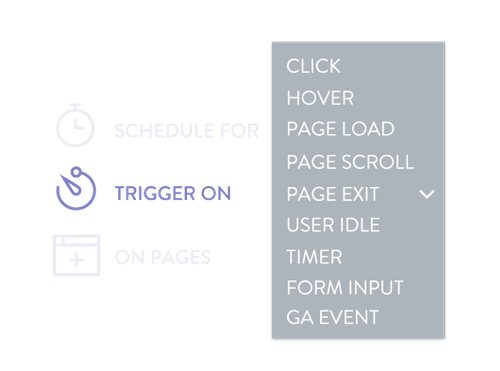 SCHEDULE FOR
TRIGGER ON
ON PAGES
CLICK
HOVER
PAGE LOAD
PAGE SCROLL
PAGE EXIT
USER IDLE
TIMER
FORM INPUT
GA EVENT